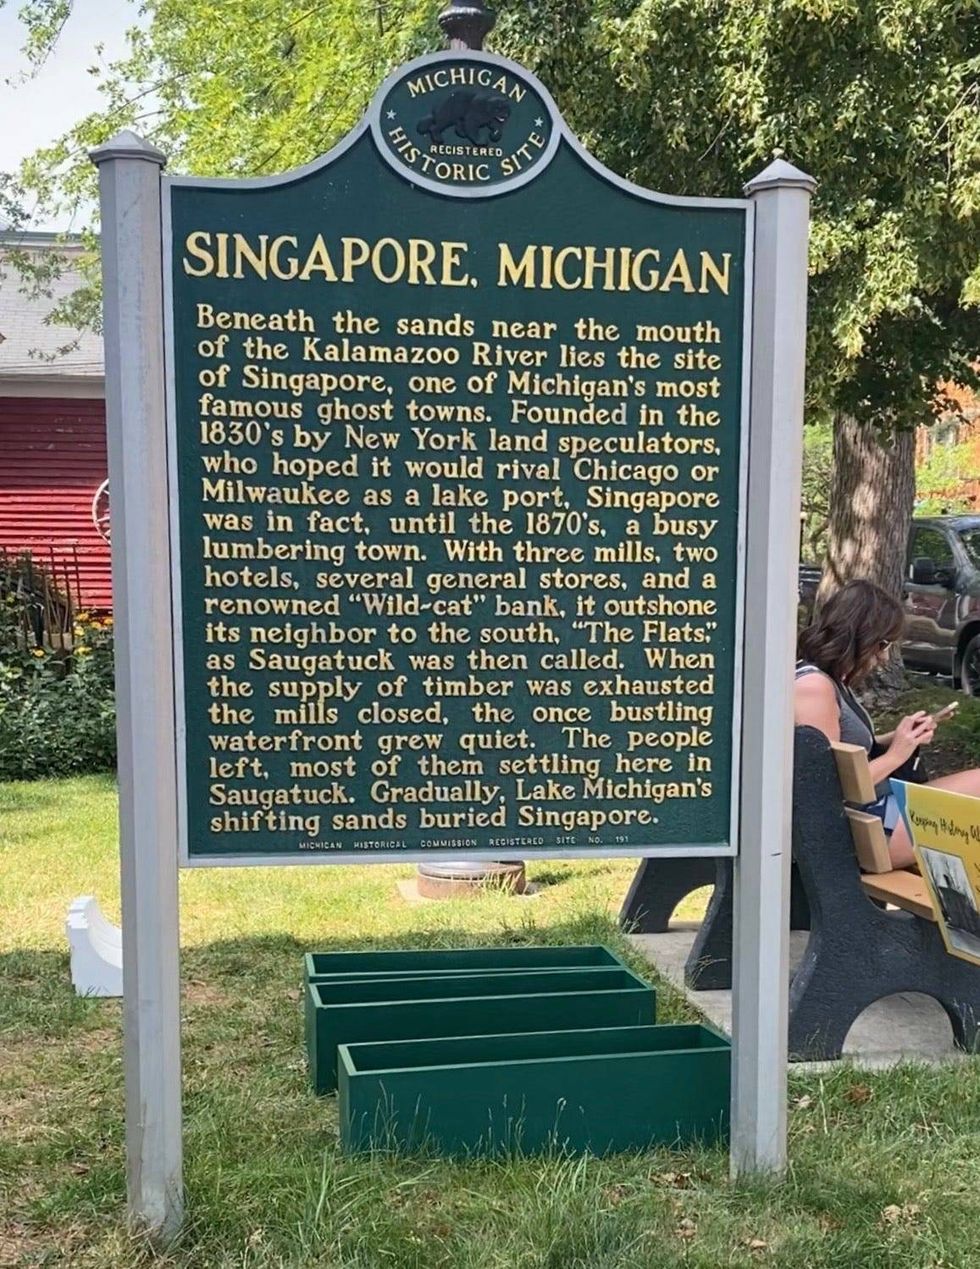 MICHIGAN
REGISTERED
HISTORIC SITE
SINGAPORE, MICHIGAN
Beneath the sands near the mouth
of the Kalamazoo River lies the site
of Singapore, one of Michigan's most
famous ghost towns. Founded in the
1830's by New York land speculators,
who hoped it would rival Chicago or
Milwaukee as a lake port, Singapore
was in fact, until the 1870's, a busy
lumbering town. With three mills, two
hotels, several general stores, and a
renowned "Wild-cat" bank, it outshone
its neighbor to the south, "The Flats,"
as Saugatuck was then called. When
the supply of timber was exhausted
the mills closed, the once bustling
waterfront grew quiet. The people
left, most of them settling here in
Saugatuck. Gradually, Lake Michigan's
shifting sands buried Singapore.
MICHIGAN HISTORICAL COMMISSION REGISTERED SITE NO. 191
Keeping History